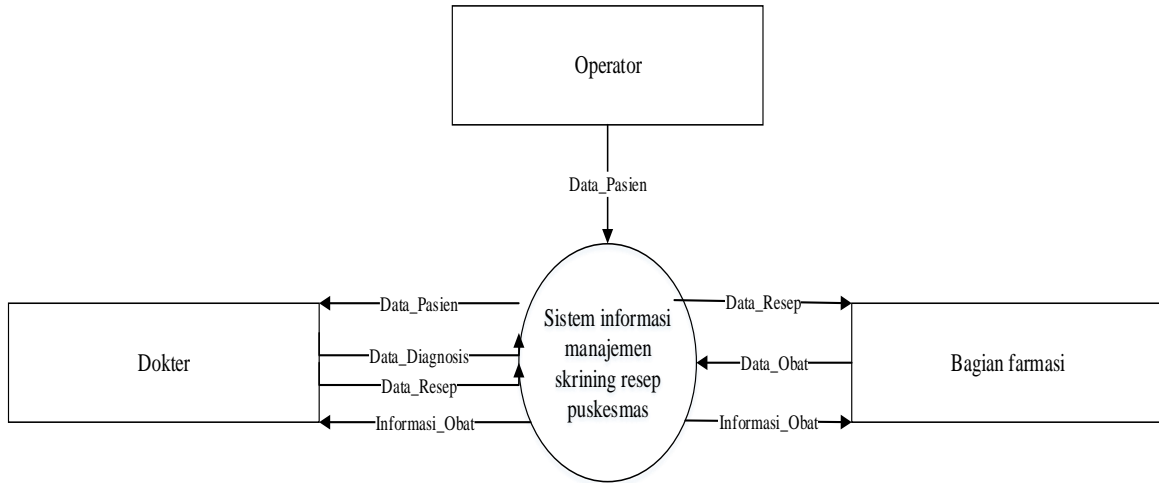 Operator
Data_Pasien
Data_Pasien
Data_Diagnosis
Data_Resep
Informasi_Obat
Dokter
Sistem informasi
manajemen
skrining resep
puskesmas
Data_Resep
Data_Obat
Informasi_Obat
Bagian farmasi